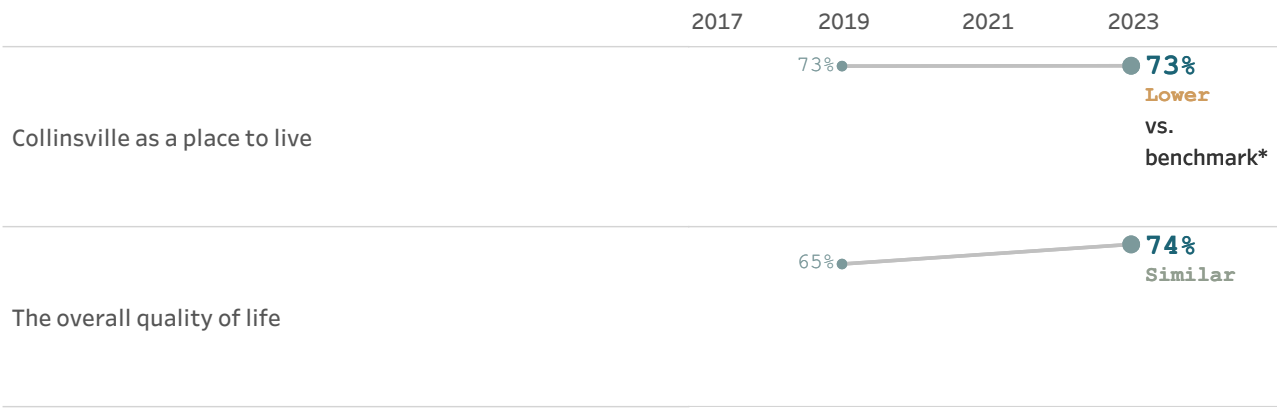 2017 2019 2021 2023
73% 73%
Lower
Collinsville as a place to live
vs.
benchmark*
65% 74%
Similar
The overall quality of life